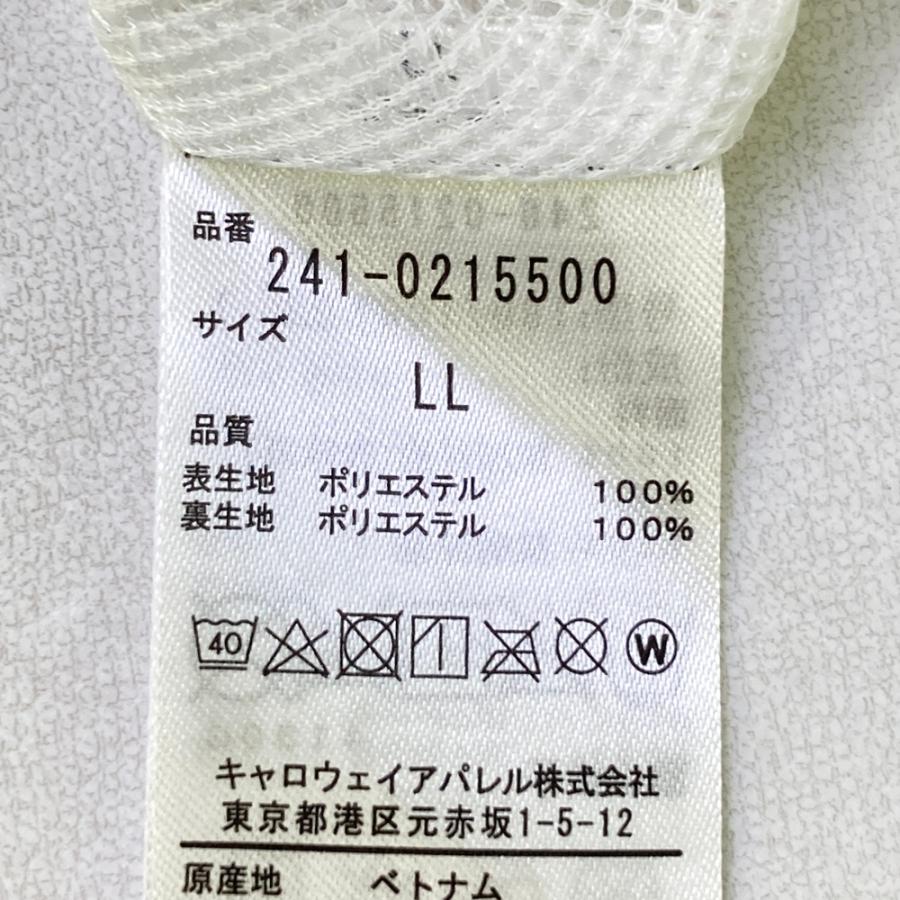 品番
241-0215500
サイズ
LL
品質
表生地 ポリエステル 100%
裏生地 ポリエステル 100%
40 W
キャロウェイアパレル株式会社
東京都港区元赤坂1-5-12
原産地 ベトナム